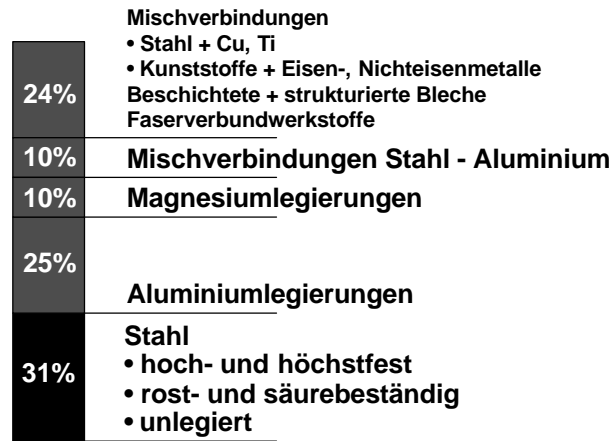 Mischverbindungen
• Stahl + Cu, Ti
• Kunststoffe + Eisen-, Nichteisenmetalle
Beschichtete + strukturierte Bleche
Faserverbundwerkstoffe
24%
10%
Mischverbindungen Stahl - Aluminium
10%
Magnesiumlegierungen
25%
Aluminiumlegierungen
31%
Stahl
• hoch- und höchstfest
• rost- und säurebeständig
• unlegiert